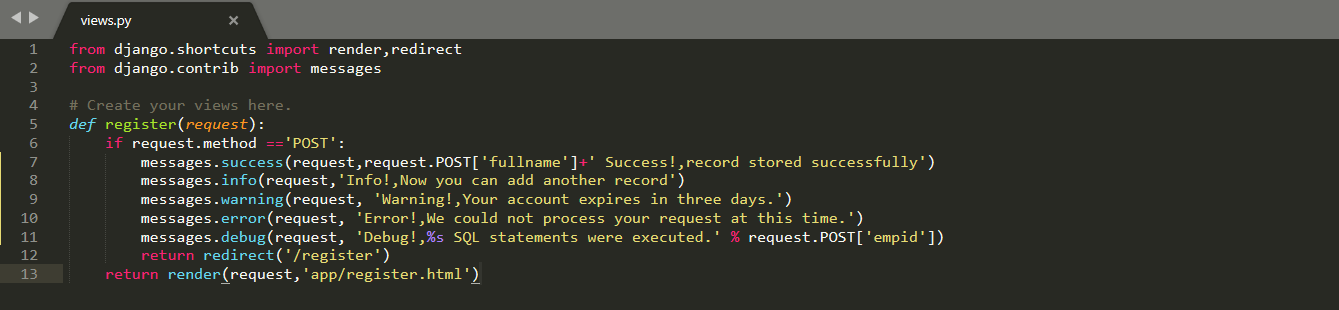 views.py
1 from django.shortcuts import render,redirect
2 from django.contrib import messages
3
4 # Create your views here.
5 def register(request):
6     if request.method =='POST':
7         messages.success(request,request.POST['fullname']+' Success!,record stored successfully')
8         messages.info(request,'Info!,Now you can add another record')
9         messages.warning(request, 'Warning!,Your account expires in three days.')
10         messages.error(request, 'Error!,We could not process your request at this time.')
11         messages.debug(request, 'Debug!,%s SQL statements were executed.' % request.POST['empid'])
12         return redirect('/register')
13     return render(request,'app/register.html')